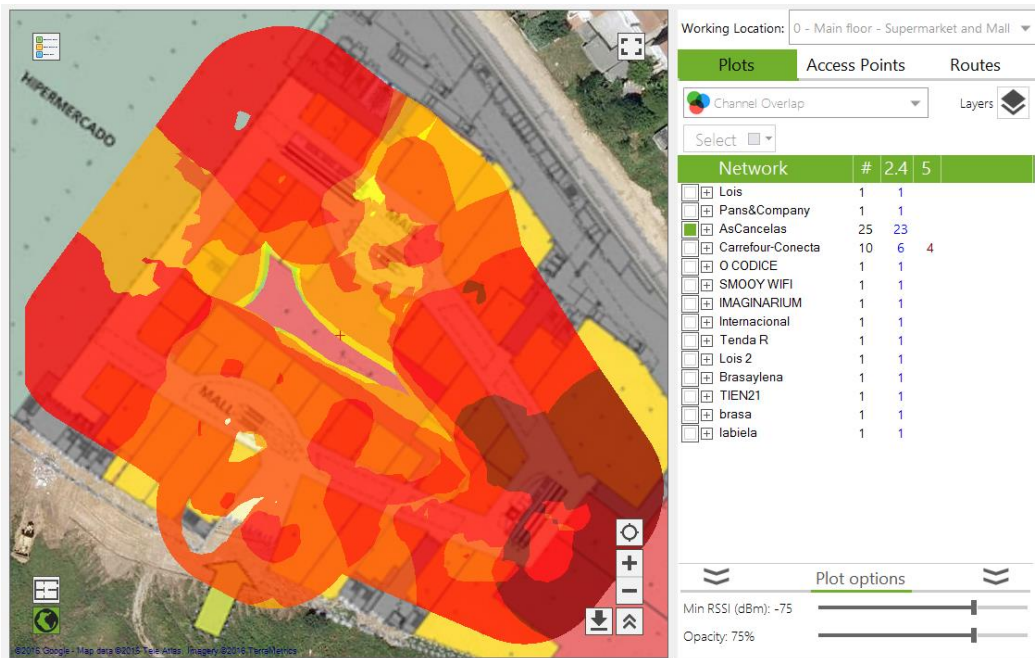 Working Location: 0 - Main floor - Supermarket and Mall
Plots Access Points Routes
Channel Overlap Layers
Select
Network # 2.4 5
Lois 1 1
Pans&Company 1 1
AsCancelas 25 23
Carrefour-Conecta 10 6 4
O CODICE 1 1
SMOOY WIFI 1 1
IMAGINARIUM 1 1
Internacional 1 1
Tenda R 1 1
Lois 2 1 1
Brasaylena 1 1
TIEN21 1 1
brasa 1 1
labiela 1 1
Plot options
Min RSSI (dBm): -75
Opacity: 75%
HIPERMERCADO
MALL
MALL
©2015 Google - Map data ©2015 Tele Atlas, Imagery ©2015 TerraMetrics